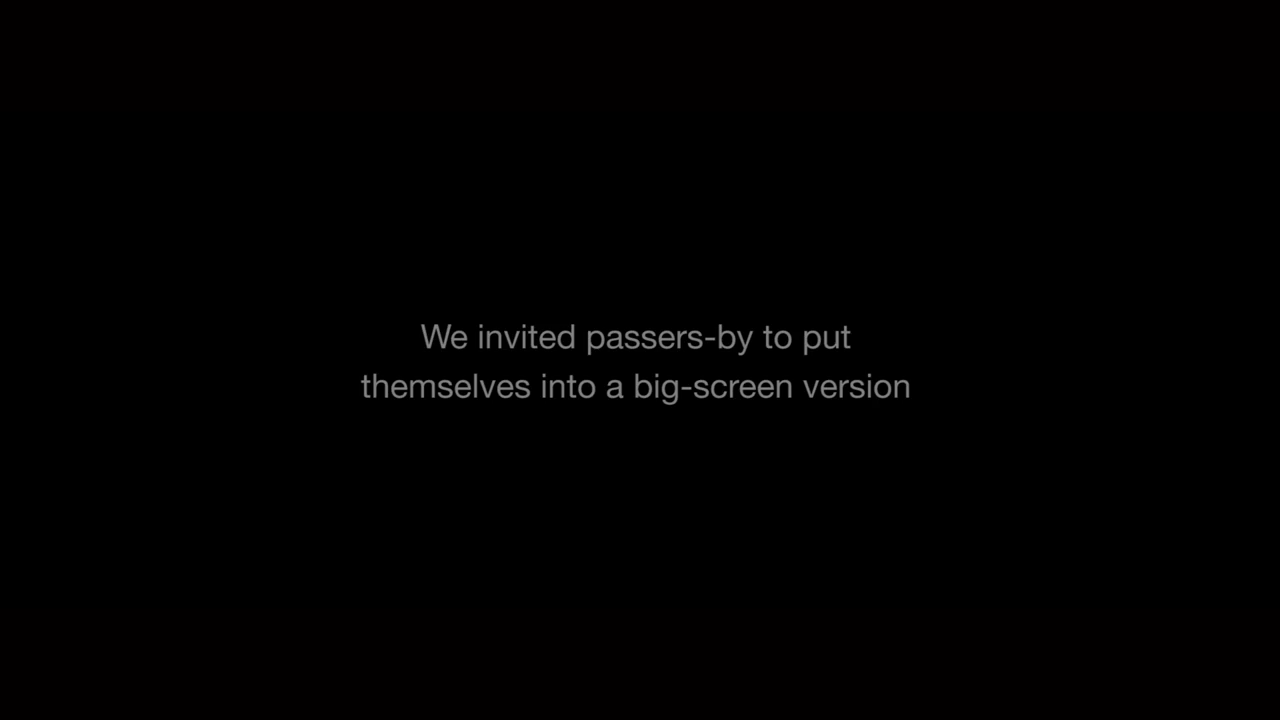 We invited passers-by to put
themselves into a big-screen version